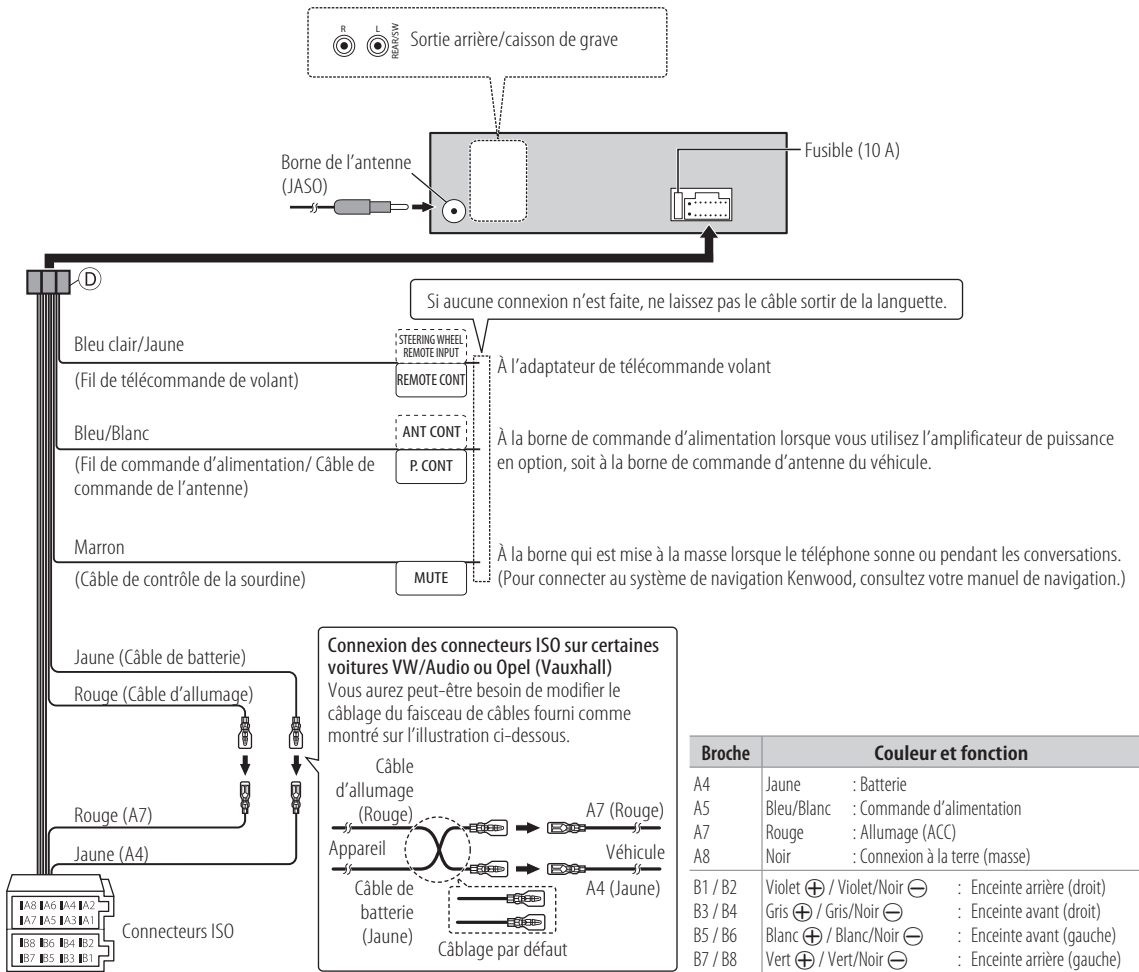 R L REAR/SW
Sortie arrière/caisson de grave
Borne de l'antenne
(JASO)
Fusible (10 A)
D
Si aucune connexion n'est faite, ne laissez pas le câble sortir de la languette.
Bleu clair/Jaune
(Fil de télécommande de volant)
STEERING WHEEL
REMOTE INPUT
REMOTE CONT
À l'adaptateur de télécommande volant
Bleu/Blanc
(Fil de commande d'alimentation/ Câble de
commande de l'antenne)
ANT CONT
P. CONT
À la borne de commande d'alimentation lorsque vous utilisez l'amplificateur de puissance
en option, soit à la borne de commande d'antenne du véhicule.
Marron
(Câble de contrôle de la sourdine)
MUTE
À la borne qui est mise à la masse lorsque le téléphone sonne ou pendant les conversations.
(Pour connecter au système de navigation Kenwood, consultez votre manuel de navigation.)
Jaune (Câble de batterie)
Rouge (Câble d'allumage)
Rouge (A7)
Jaune (A4)
A8 A6 A4 A2
A7 A5 A3 A1
B8 B6 B4 B2
B7 B5 B3 B1
Connecteurs ISO
Connexion des connecteurs ISO sur certaines
voitures VW/Audio ou Opel (Vauxhall)
Vous aurez peut-être besoin de modifier le
câblage du faisceau de câbles fourni comme
montré sur l'illustration ci-dessous.
Câble
d'allumage
(Rouge)
A7 (Rouge)
Appareil
Véhicule
Câble de
batterie
(Jaune)
A4 (Jaune)
Câblage par défaut
Broche Couleur et fonction
A4 Jaune : Batterie
A5 Bleu/Blanc : Commande d'alimentation
A7 Rouge : Allumage (ACC)
A8 Noir : Connexion à la terre (masse)
B1 / B2 Violet ⊕ / Violet/Noir ⊖ : Enceinte arrière (droit)
B3 / B4 Gris ⊕ / Gris/Noir ⊖ : Enceinte avant (droit)
B5 / B6 Blanc ⊕ / Blanc/Noir ⊖ : Enceinte avant (gauche)
B7 / B8 Vert ⊕ / Vert/Noir ⊖ : Enceinte arrière (gauche)